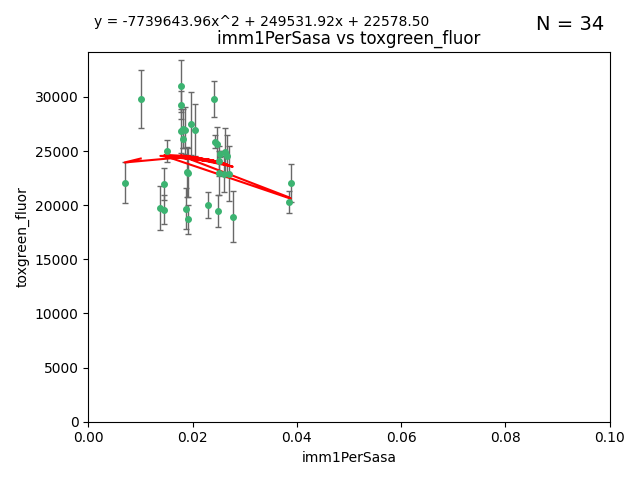 y = -7739643.96x^2 + 249531.92x + 22578.50
N = 34
imm1PerSasa vs toxgreen_fluor
30000
25000
20000
15000
10000
5000
0
toxgreen_fluor
0.00 0.02 0.04 0.06 0.08 0.10
imm1PerSasa